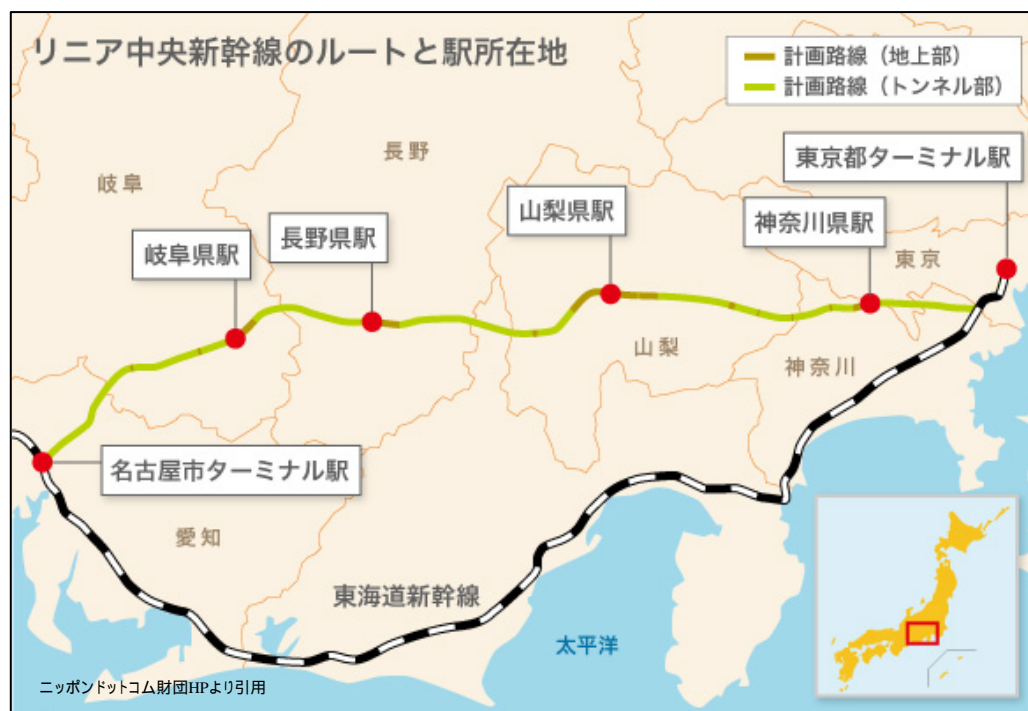 リニア中央新幹線のルートと駅所在地
計画路線（地上部）
計画路線（トンネル部）
長野
東京都ターミナル駅
岐阜
山梨県駅
神奈川県駅
長野県駅
岐阜県駅
東京
山梨
神奈川
名古屋市ターミナル駅
愛知
東海道新幹線
太平洋
ニッポンドットコム財団HPより引用